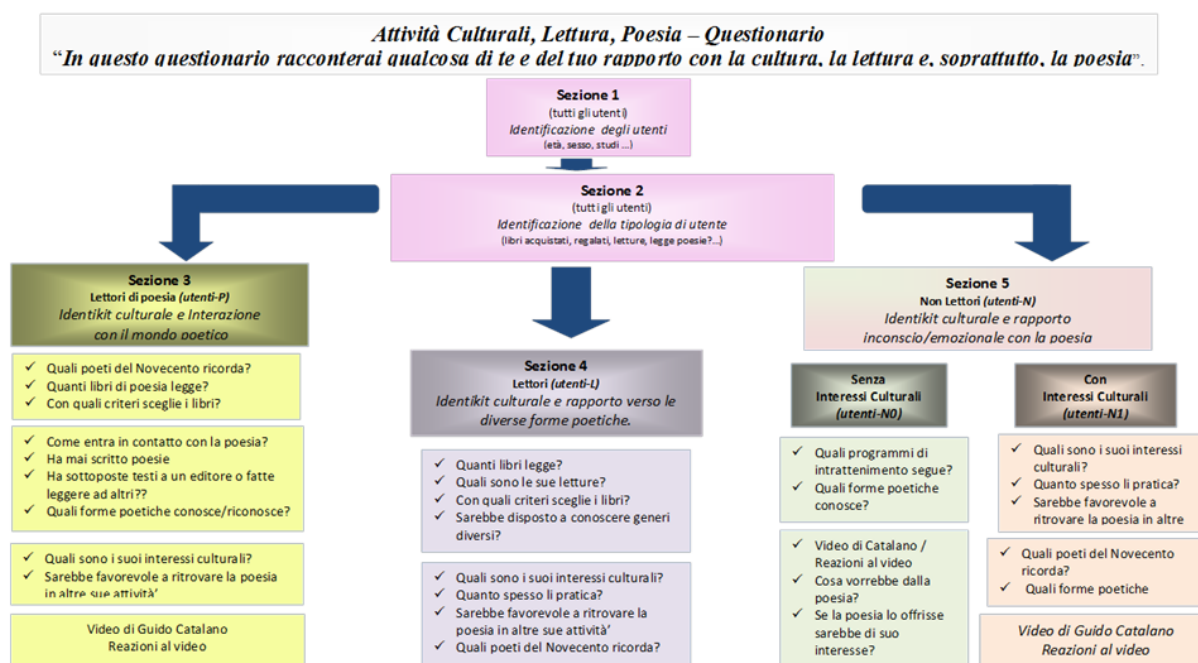 Attività Culturali, Lettura, Poesia – Questionario
“In questo questionario racconterai qualcosa di te e del tuo rapporto con la cultura, la lettura e, soprattutto, la poesia”.
Sezione 1
(tutti gli utenti)
Identificazione degli utenti
(età, sesso, studi ...)
Sezione 2
(tutti gli utenti)
Identificazione della tipologia di utente
(libri acquistati, regalati, letture, legge poesie?...)
Sezione 3
Lettori di poesia (utenti-P)
Identikit culturale e Interazione
con il mondo poetico
✓ Quali poeti del Novecento ricorda?
✓ Quanti libri di poesia legge?
✓ Con quali criteri sceglie i libri?
✓ Come entra in contatto con la poesia?
✓ Ha mai scritto poesie
✓ Ha sottoposte testi a un editore o fatte
leggere ad altri??
✓ Quali forme poetiche conosce/riconosce?
✓ Quali sono i suoi interessi culturali?
✓ Sarebbe favorevole a ritrovare la poesia
in altre sue attività’
Video di Guido Catalano
Reazioni al video
Sezione 4
Lettori (utenti-L)
Identikit culturale e rapporto verso le
diverse forme poetiche.
✓ Quanti libri legge?
✓ Quali sono le sue letture?
✓ Con quali criteri sceglie i libri?
✓ Sarebbe disposto a conoscere generi
diversi?
✓ Quali sono i suoi interessi culturali?
✓ Quanto spesso li pratica?
✓ Sarebbe favorevole a ritrovare la
poesia in altre sue attività’
✓ Quali poeti del Novecento ricorda?
Sezione 5
Non Lettori (utenti-N)
Identikit culturale e rapporto
inconscio/emozionale con la poesia
Senza
Interessi Culturali
(utenti-N0)
✓ Quali programmi di
intrattenimento segue?
✓ Quali forme poetiche
conosce?
✓ Video di Catalano /
Reazioni al video
✓ Cosa vorrebbe dalla
poesia?
✓ Se la poesia lo offrisse
sarebbe di suo
interesse?
Con
Interessi Culturali
(utenti-N1)
✓ Quali sono i suoi interessi
culturali?
✓ Quanto spesso li pratica?
✓ Sarebbe favorevole a
ritrovare la poesia in altre
✓ Quali poeti del Novecento
ricorda?
✓ Quali forme poetiche
Video di Guido Catalano
Reazioni al video